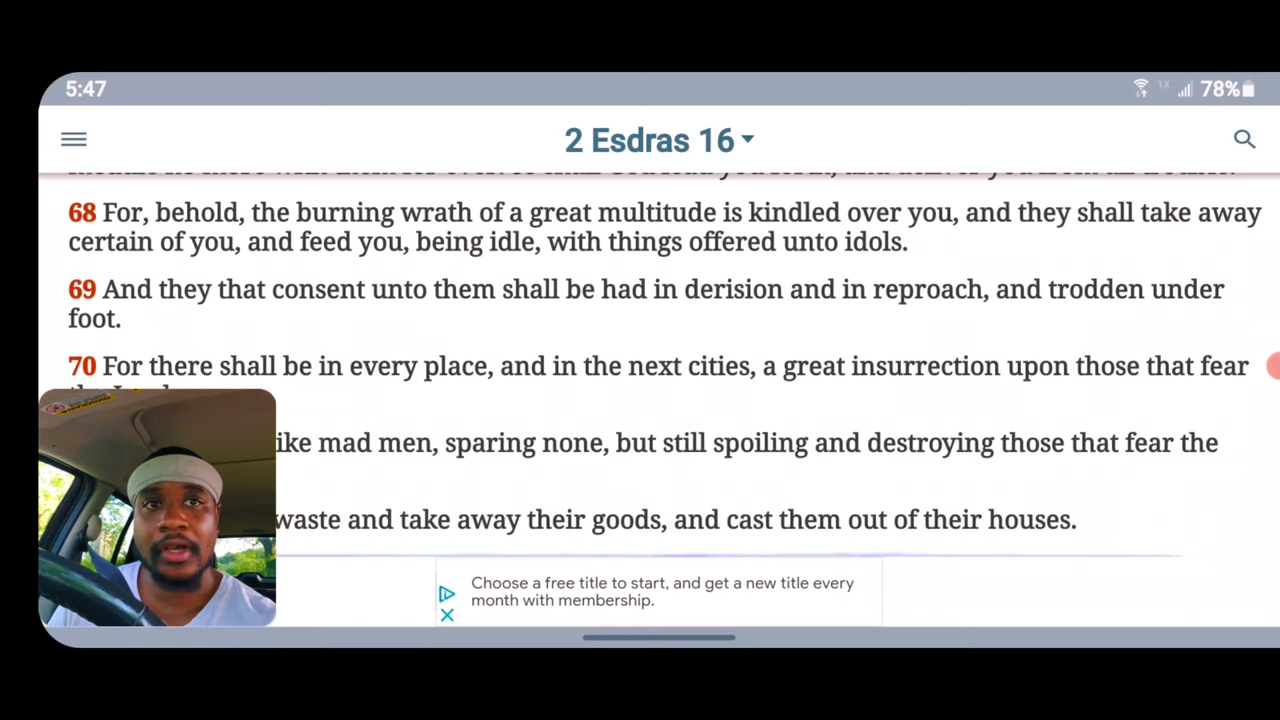 5:47
1X
78%
2 Esdras 16
68 For, behold, the burning wrath of a great multitude is kindled over you, and they shall take away
certain of you, and feed you, being idle, with things offered unto idols.
69 And they that consent unto them shall be had in derision and in reproach, and trodden under
foot.
70 For there shall be in every place, and in the next cities, a great insurrection upon those that fear
ike mad men, sparing none, but still spoiling and destroying those that fear the
waste and take away their goods, and cast them out of their houses.
Choose a free title to start, and get a new title every
month with membership.